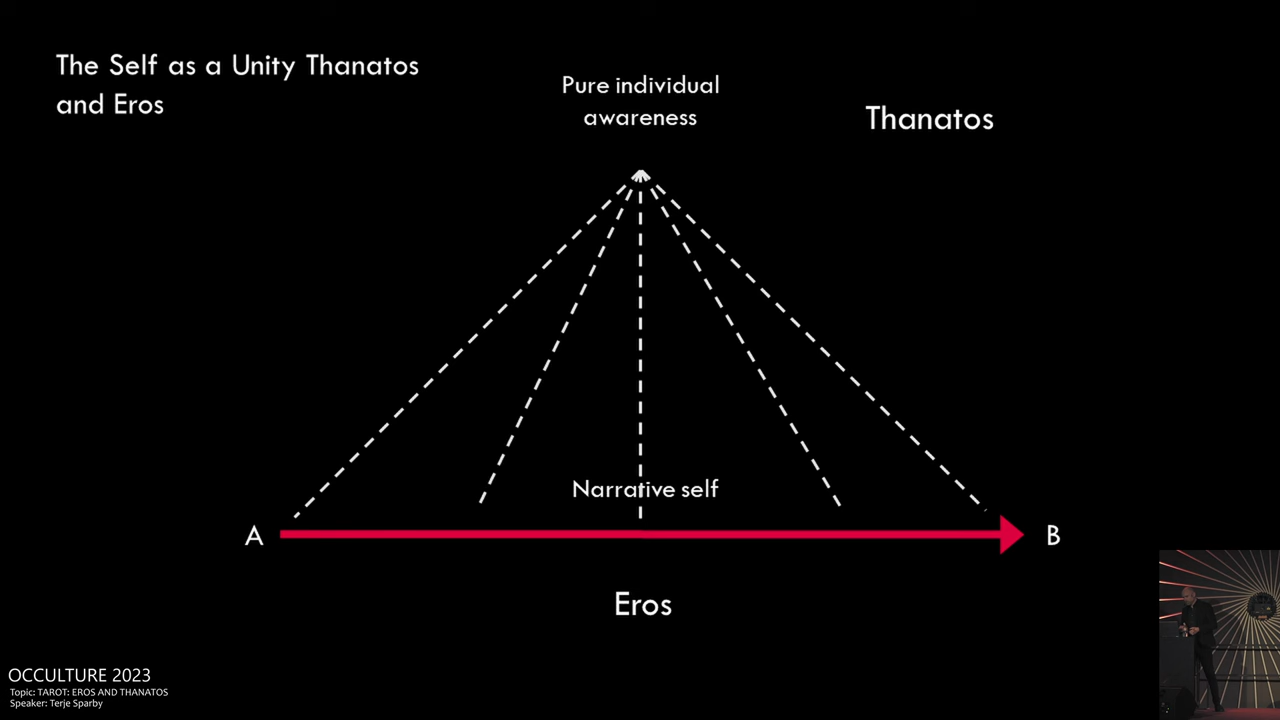 The Self as a Unity Thanatos
and Eros
Pure individual
awareness
Thanatos
Narrative self
A
B
Eros
OCCULTURE 2023
Topic: TAROT: EROS AND THANATOS
Speaker: Terje Sparby